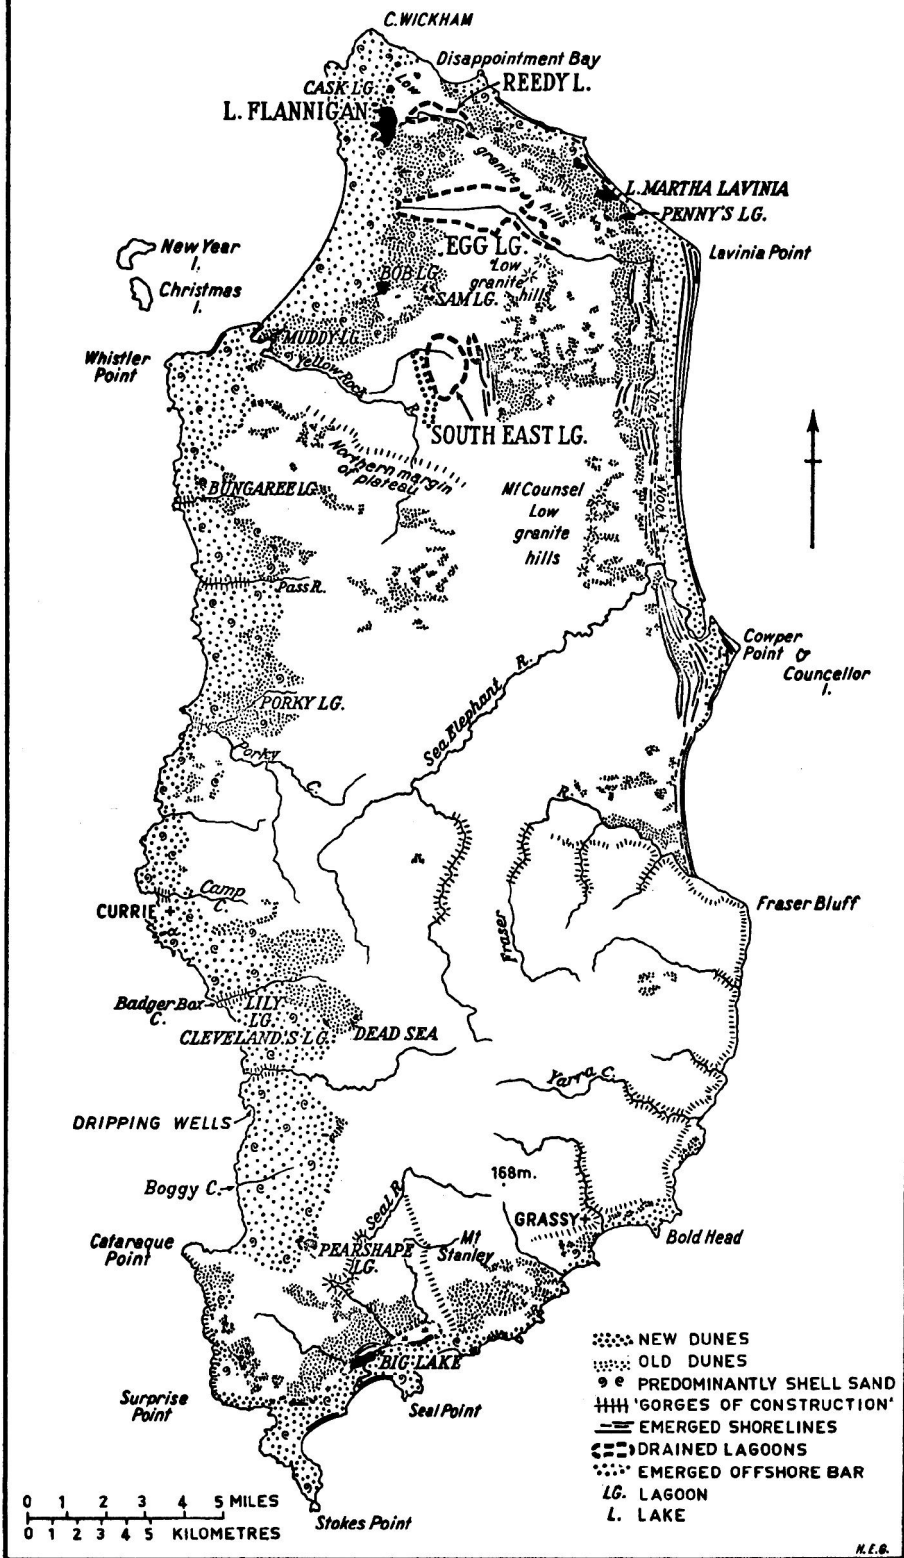 C. WICKHAM
Disappointment Bay
CASK LG.
Low
REEDY L.
L. FLANNIGAN
granite
hills
L. MARTHA LAVINIA
PENNY'S LG.
New Year
I.
EGG LG.
Lavinia Point
Christmas
I.
BOB LG.
Low
granite
hill
SAM LG.
MUDDY LG.
Whistler
Point
Yellow Rock
R.
SOUTH EAST LG.
Northern margin
of plateau
The Nook
BUNGAREE LG.
Mt Counsel
Low
granite
hills
Pass R.
Cowper
Point
Councellor
I.
PORKY LG.
Sea Elephant R.
Porky
C.
R.
Camp
C.
CURRIE +
Fraser
Fraser Bluff
Badger Box
C.
LILY
LG.
CLEVELAND'S LG.
DEAD SEA
Yarra C.
DRIPPING WELLS
168m.
Boggy C.
Seal R.
GRASSY +
Bold Head
Cataraque
Point
PEARSHAPE
LG.
Mt
Stanley
BIG LAKE
Surprise
Point
Seal Point
Stokes Point
NEW DUNES
OLD DUNES
PREDOMINANTLY SHELL SAND
'GORGES OF CONSTRUCTION'
EMERGED SHORELINES
DRAINED LAGOONS
EMERGED OFFSHORE BAR
LG. LAGOON
L. LAKE
0 1 2 3 4 5 MILES
0 1 2 3 4 5 KILOMETRES
N.E.G.